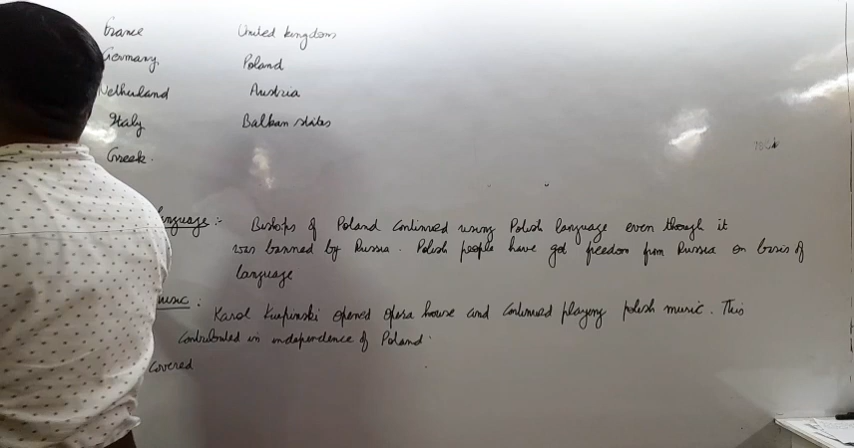 France United Kingdom
Germany. Poland
Netherland Austria
Italy Balkan states
Greek.
language :- Bishops of Poland continued using Polish language even though it
was banned by Russia. Polish people have got freedom from Russia on basis of
language
music : Karol Kurpinski opened opera house and continued playing polish music. This
contributed in independence of Poland.
Covered